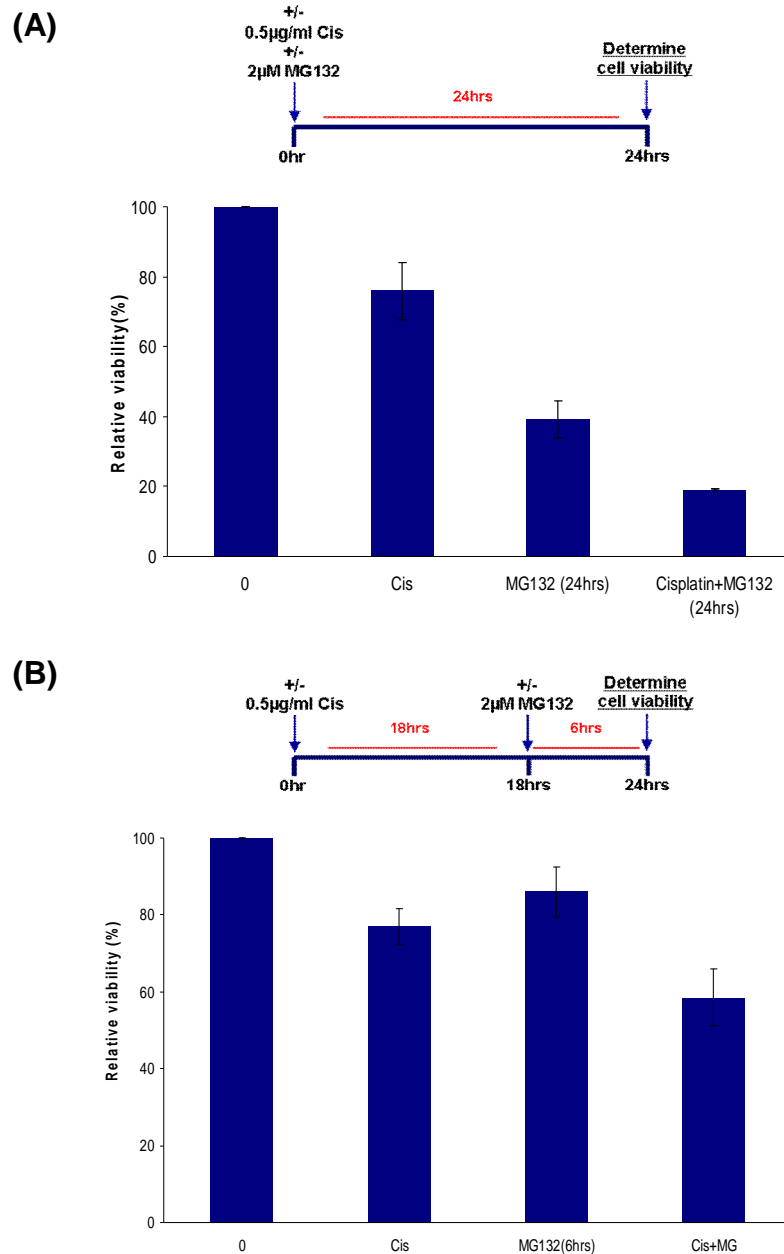 (A)
+/-
0.5µg/ml Cis
+/-
2µM MG132
Determine
cell viability
24hrs
0hr
24hrs
Relative viability(%)
100
80
60
40
20
0
0
Cis
MG132 (24hrs)
Cisplatin+MG132
(24hrs)
(B)
+/-
0.5µg/ml Cis
+/-
2µM MG132
Determine
cell viability
18hrs
6hrs
0hr
18hrs
24hrs
Relative viability (%)
100
80
60
40
20
0
0
Cis
MG132(6hrs)
Cis+MG